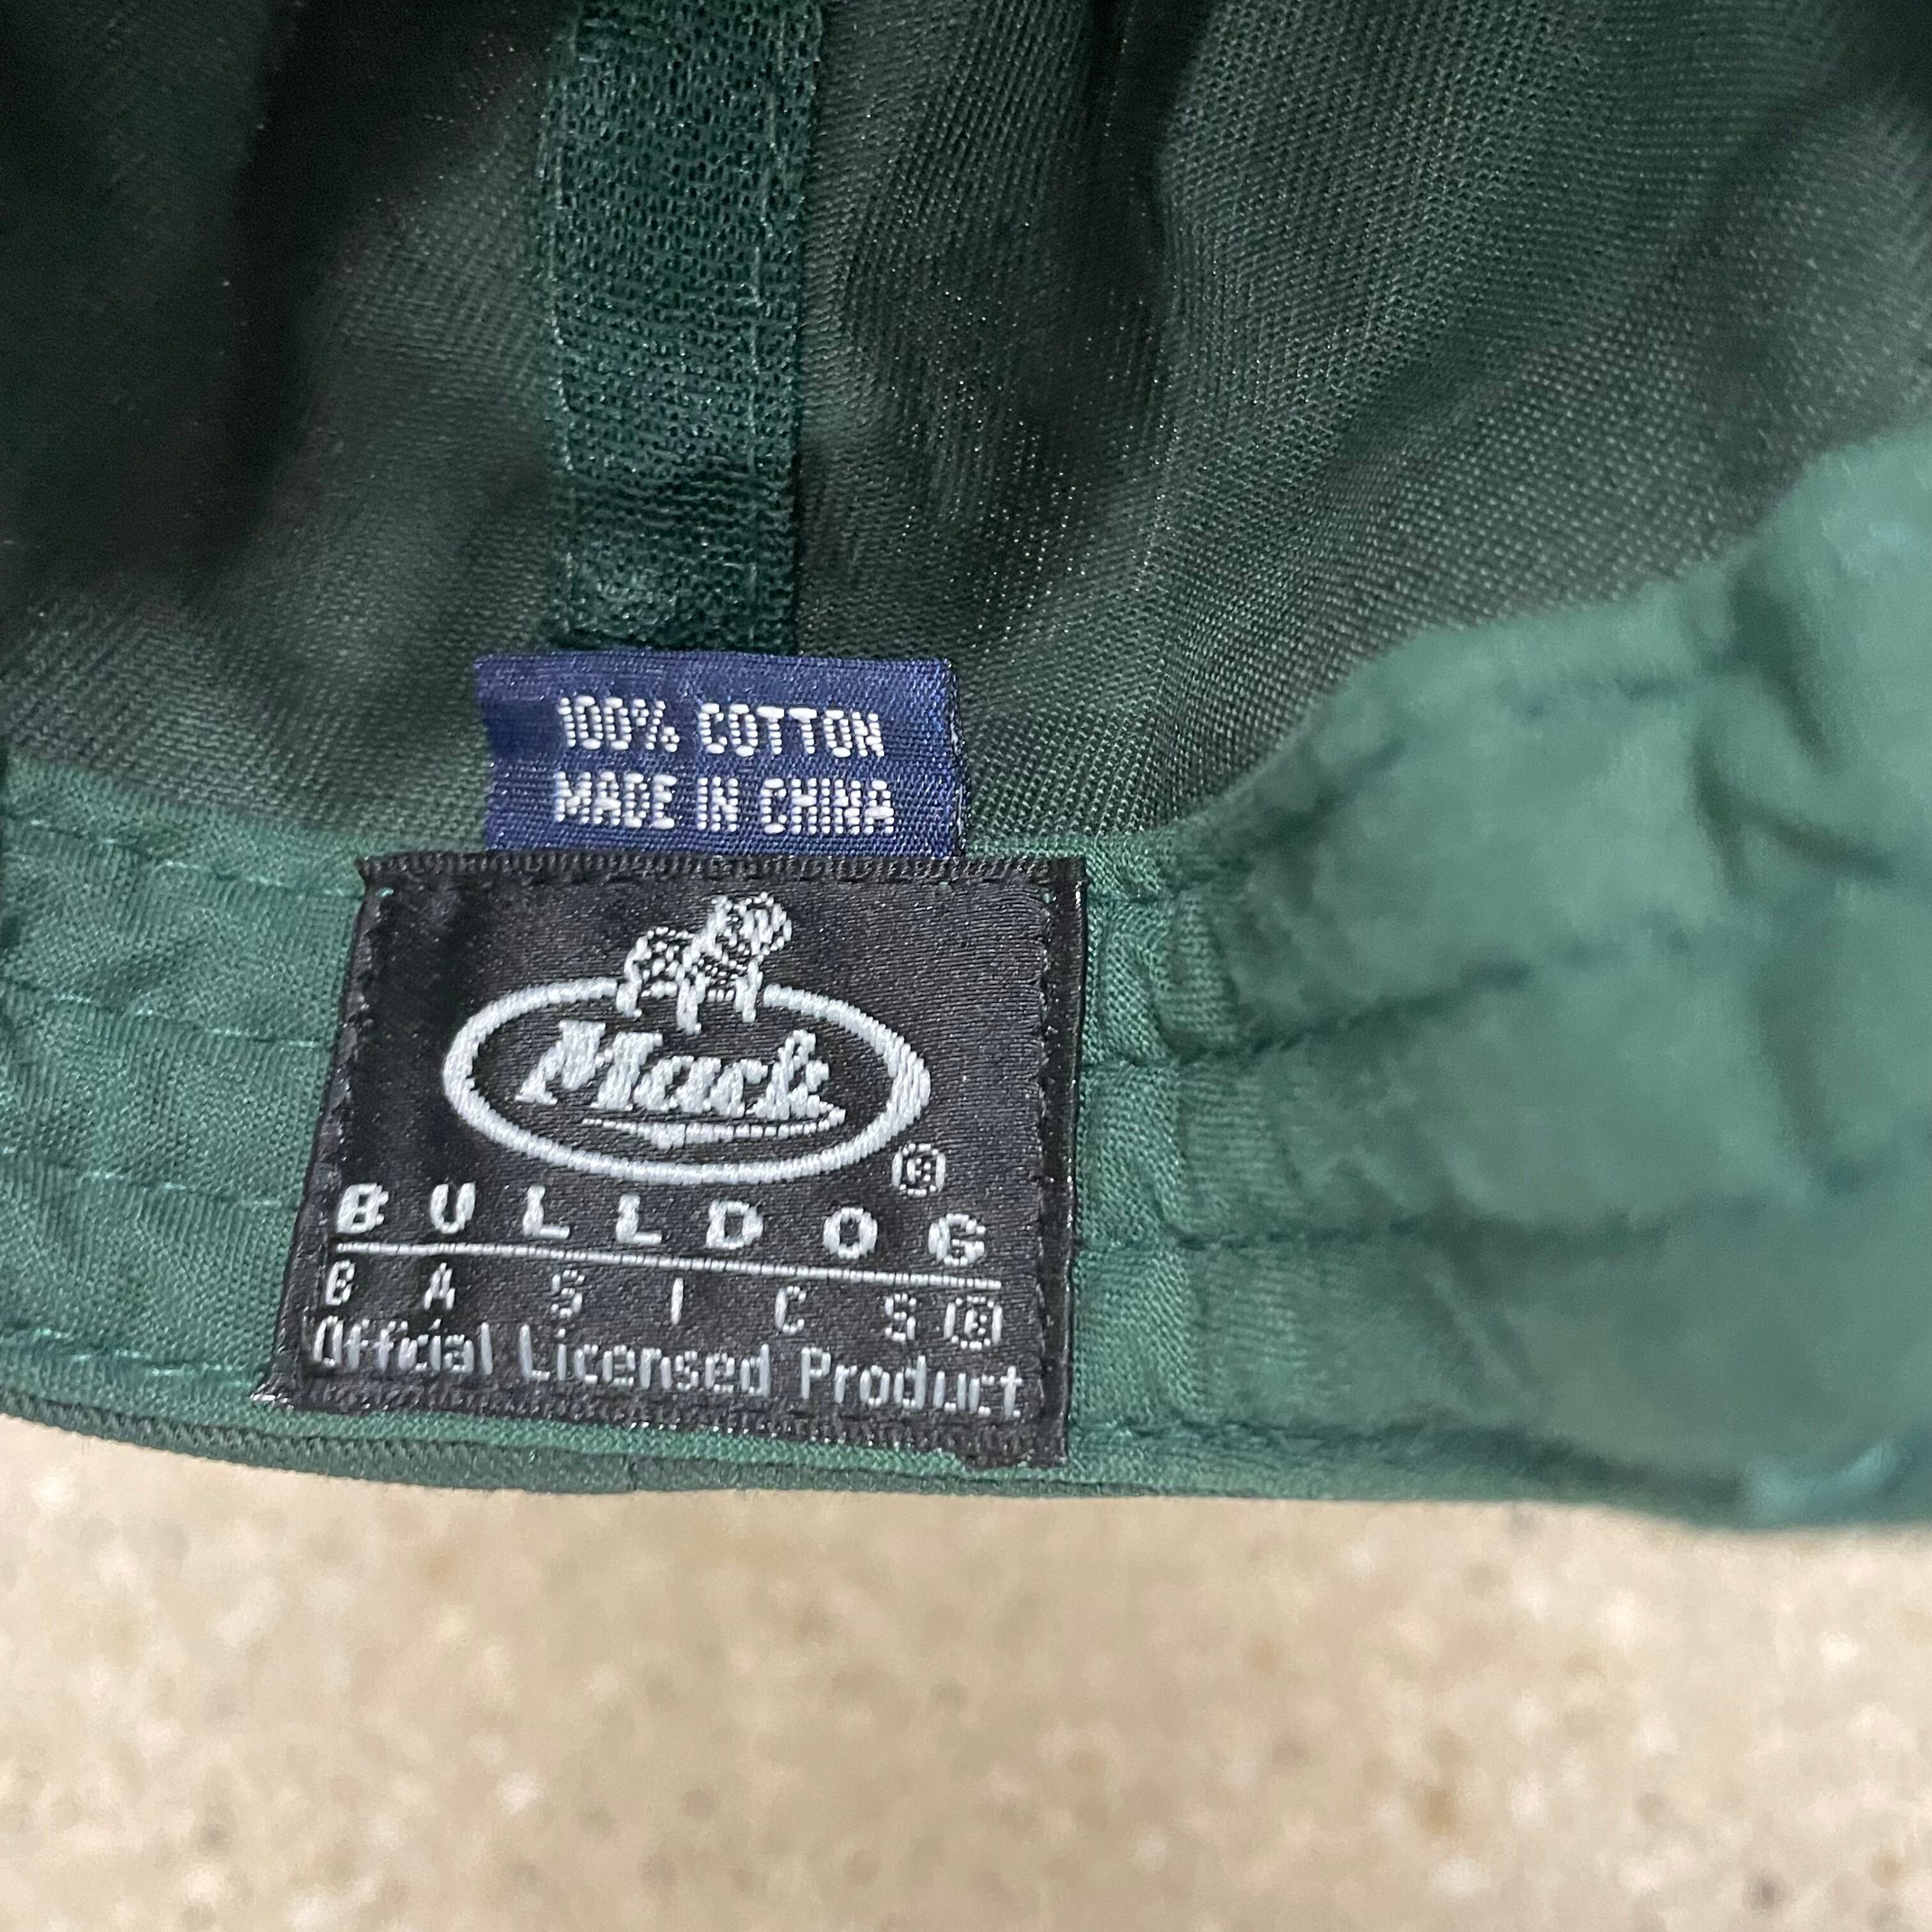 100% COTTON
MADE IN CHINA
Mack
®
BULLDOG
BASICS®
Official Licensed Product